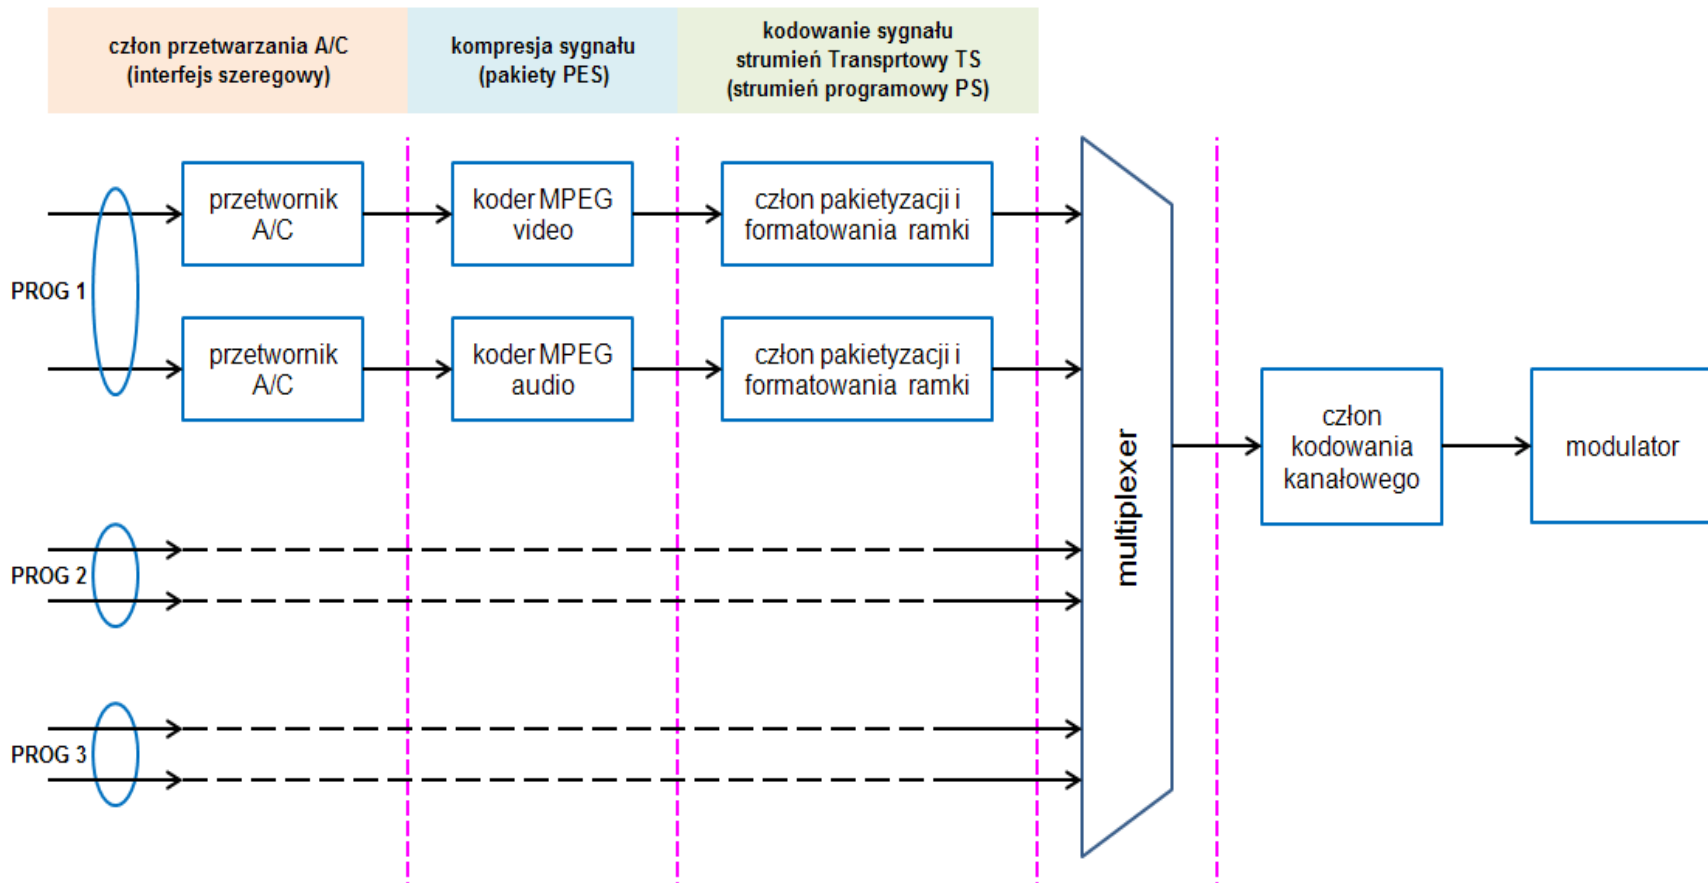 człon przetwarzania A/C
(interfejs szeregowy)
kompresja sygnału
(pakiety PES)
kodowanie sygnału
strumień Transprtowy TS
(strumień programowy PS)
PROG 1
przetwornik
A/C
koder MPEG
video
człon pakietyzacji i
formatowania ramki
przetwornik
A/C
koder MPEG
audio
człon pakietyzacji i
formatowania ramki
PROG 2
PROG 3
multiplexer
człon
kodowania
kanałowego
modulator